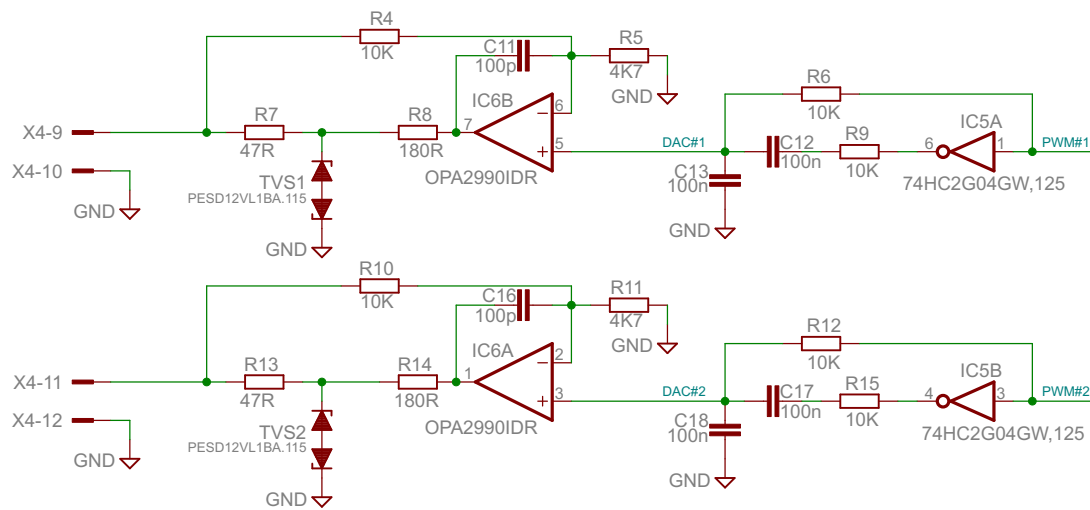 R4
10K
C11
100p
R5
4K7
GND
R6
10K
X4-9
R7
47R
R8
180R
7
IC6B
6
5
OPA2990IDR
DAC#1
C12
100n
R9
10K
6
IC5A
1
PWM#1
74HC2G04GW,125
X4-10
GND
TVS1
PESD12VL1BA.115
GND
C13
100n
GND
R10
10K
C16
100p
R11
4K7
GND
R12
10K
X4-11
R13
47R
R14
180R
1
IC6A
2
3
OPA2990IDR
DAC#2
C17
100n
R15
10K
4
IC5B
3
PWM#2
74HC2G04GW,125
X4-12
GND
TVS2
PESD12VL1BA.115
GND
C18
100n
GND